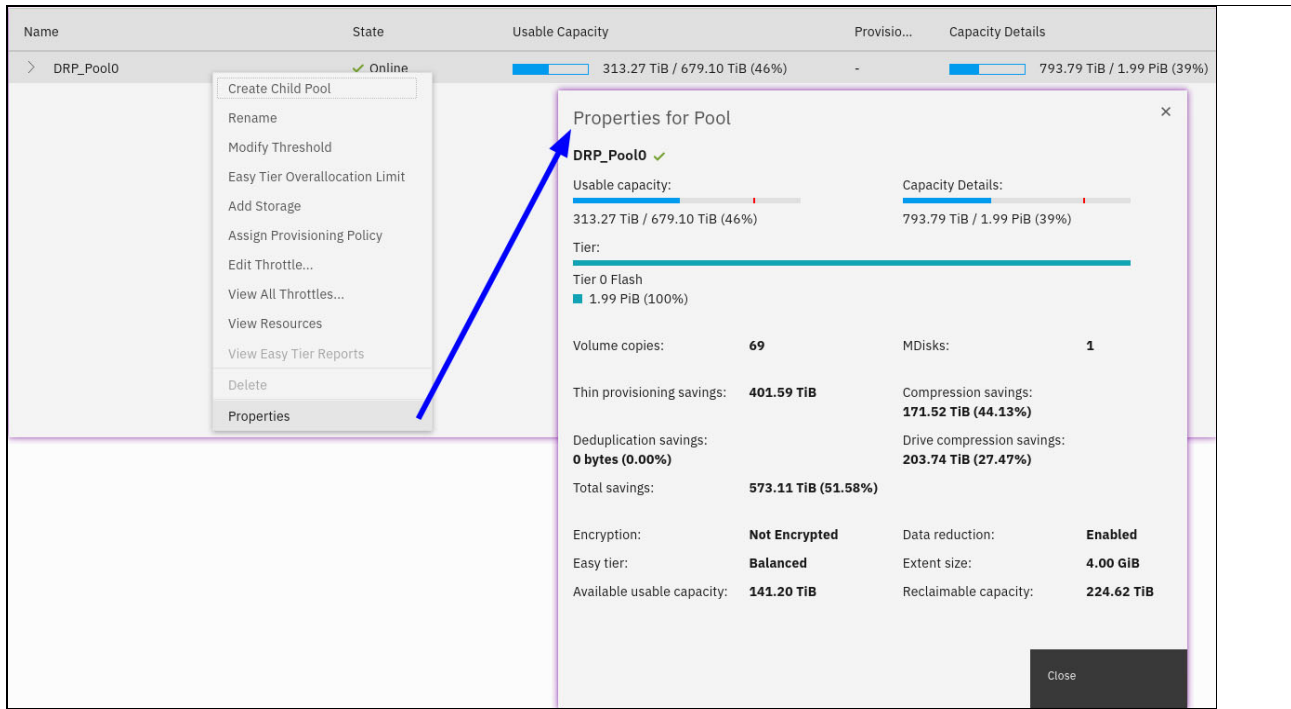 Name State Usable Capacity Provisio... Capacity Details
DRP_Pool0 Online 313.27 TiB / 679.10 TiB (46%) - 793.79 TiB / 1.99 PiB (39%)
Create Child Pool
Rename
Modify Threshold
Easy Tier Overallocation Limit
Add Storage
Assign Provisioning Policy
Edit Throttle...
View All Throttles...
View Resources
View Easy Tier Reports
Delete
Properties
Properties for Pool
DRP_Pool0
Usable capacity: Capacity Details:
313.27 TiB / 679.10 TiB (46%) 793.79 TiB / 1.99 PiB (39%)
Tier:
Tier 0 Flash
1.99 PiB (100%)
Volume copies: 69 MDisks: 1
Thin provisioning savings: 401.59 TiB Compression savings:
171.52 TiB (44.13%)
Deduplication savings: Drive compression savings:
0 bytes (0.00%) 203.74 TiB (27.47%)
Total savings: 573.11 TiB (51.58%)
Encryption: Not Encrypted Data reduction: Enabled
Easy tier: Balanced Extent size: 4.00 GiB
Available usable capacity: 141.20 TiB Reclaimable capacity: 224.62 TiB
Close